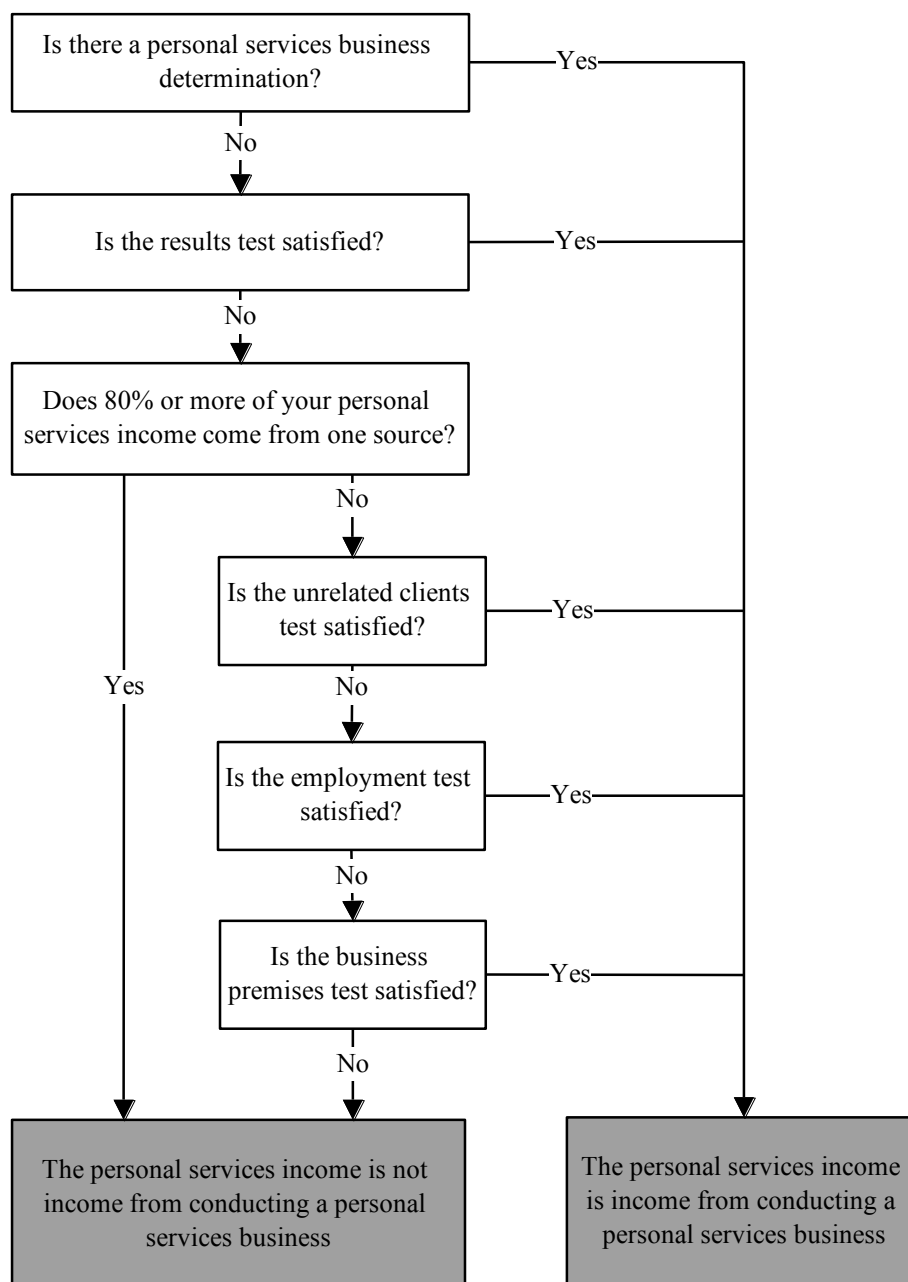 Is there a personal services business
determination?
Yes
No
Is the results test satisfied?
Yes
No
Does 80% or more of your personal
services income come from one source?
No
Is the unrelated clients
test satisfied?
Yes
Yes
No
Is the employment test
satisfied?
Yes
No
Is the business
premises test satisfied?
Yes
No
The personal services income is not
income from conducting a personal
services business
The personal services income
is income from conducting a
personal services business